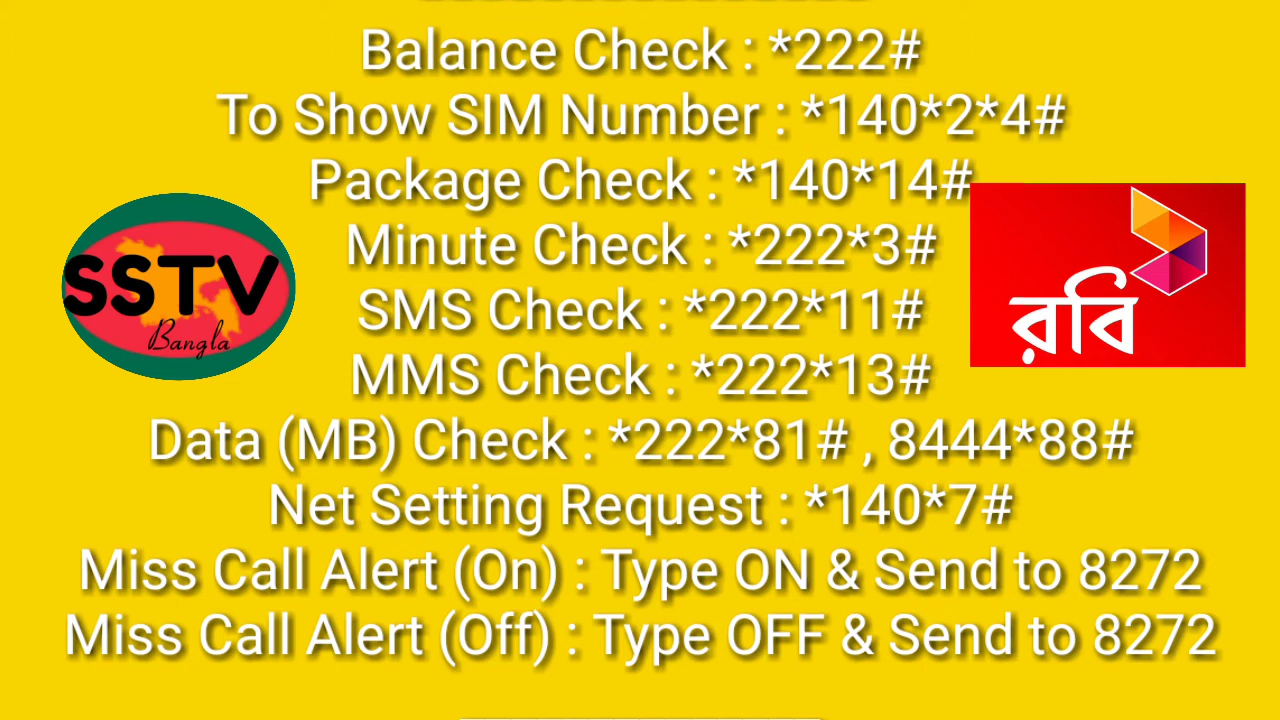 Balance Check : *222#
To Show SIM Number : *140*2*4#
Package Check : *140*14#
Minute Check : *222*3#
SMS Check : *222*11#
MMS Check : *222*13#
Data (MB) Check : *222*81# , 8444*88#
Net Setting Request : *140*7#
Miss Call Alert (On) : Type ON & Send to 8272
Miss Call Alert (Off) : Type OFF & Send to 8272
SSTV
Bangla
রবি